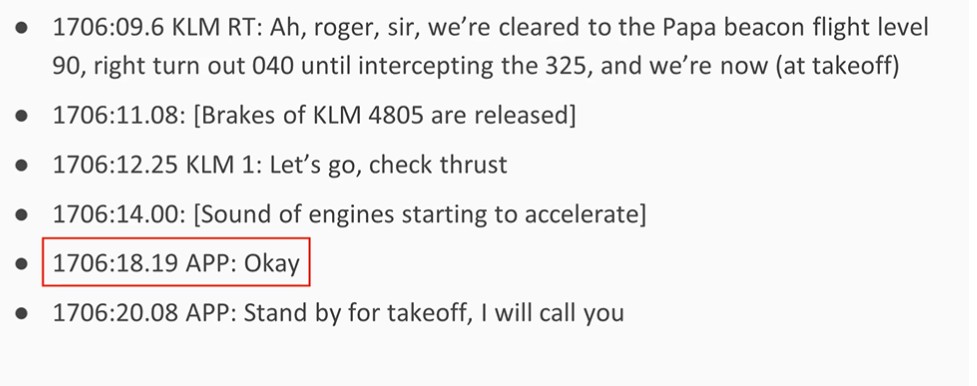 • 1706:09.6 KLM RT: Ah, roger, sir, we’re cleared to the Papa beacon flight level
90, right turn out 040 until intercepting the 325, and we’re now (at takeoff)
• 1706:11.08: [Brakes of KLM 4805 are released]
• 1706:12.25 KLM 1: Let’s go, check thrust
• 1706:14.00: [Sound of engines starting to accelerate]
• 1706:18.19 APP: Okay
• 1706:20.08 APP: Stand by for takeoff, I will call you